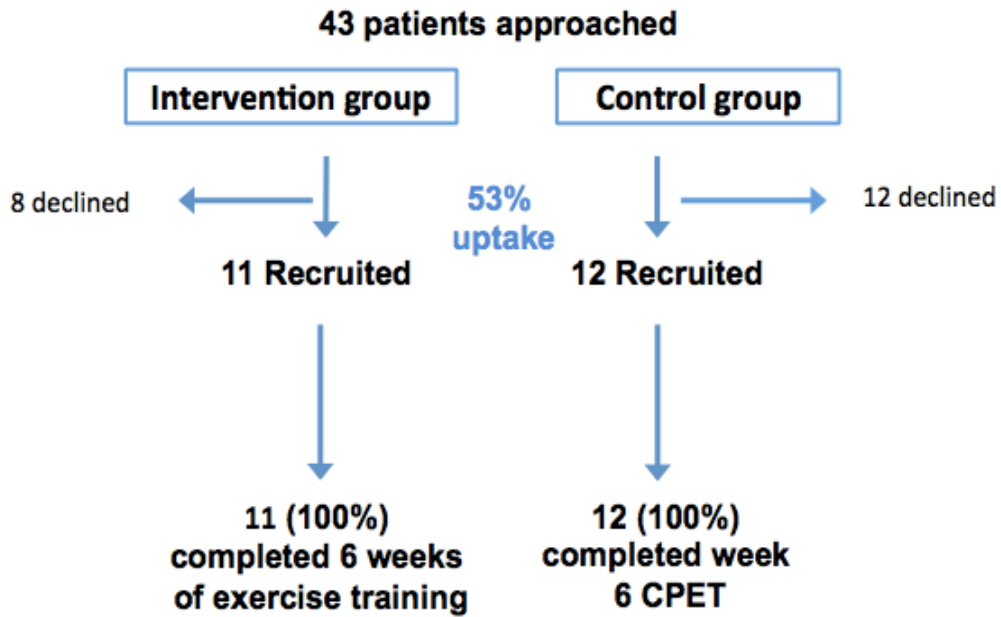 43 patients approached
Intervention group
Control group
8 declined
53%
uptake
12 declined
11 Recruited
12 Recruited
11 (100%)
completed 6 weeks
of exercise training
12 (100%)
completed week
6 CPET